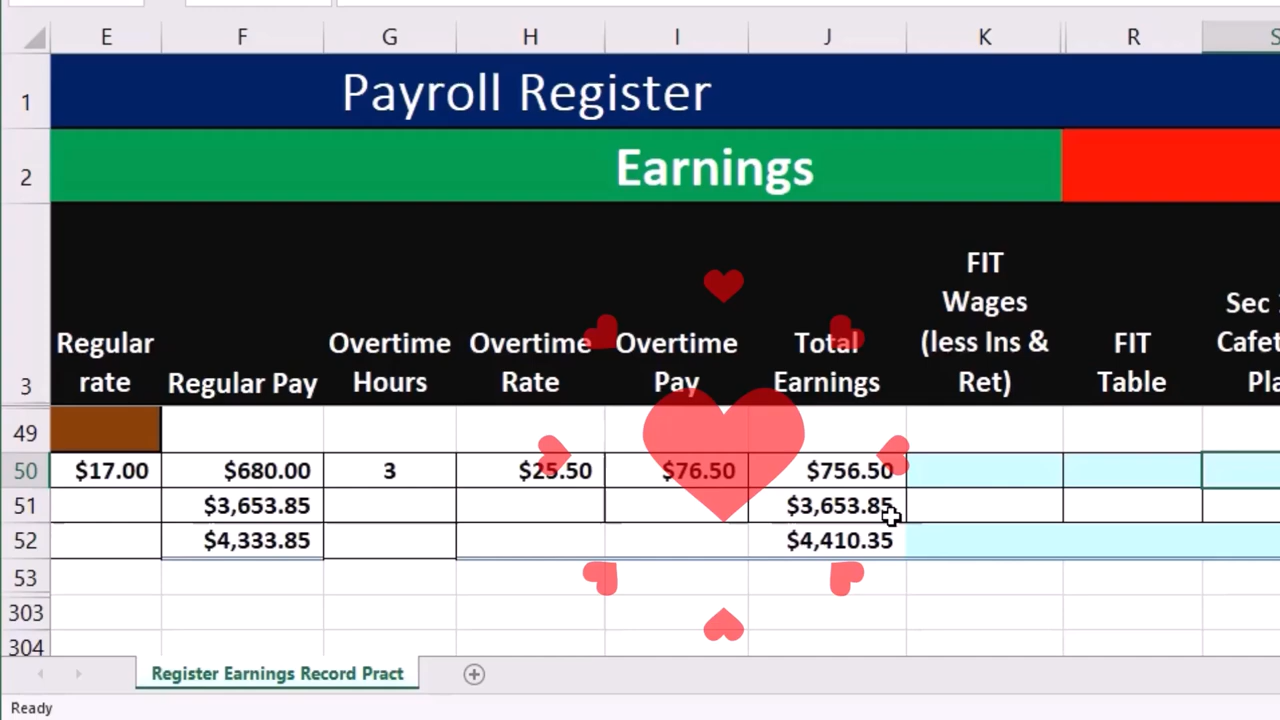 E F G H I J K R S
1 Payroll Register
2 Earnings
FIT
Wages Sec
Regular Overtime Overtime Overtime Total (less Ins & FIT
3 rate Regular Pay Hours Rate Pay Earnings Ret) Table
49
50 $17.00 $680.00 3 $25.50 $76.50 $756.50
51 $3,653.85 $3,653.85
52 $4,333.85 $4,410.35
53
303
304
Register Earnings Record Pract
Ready